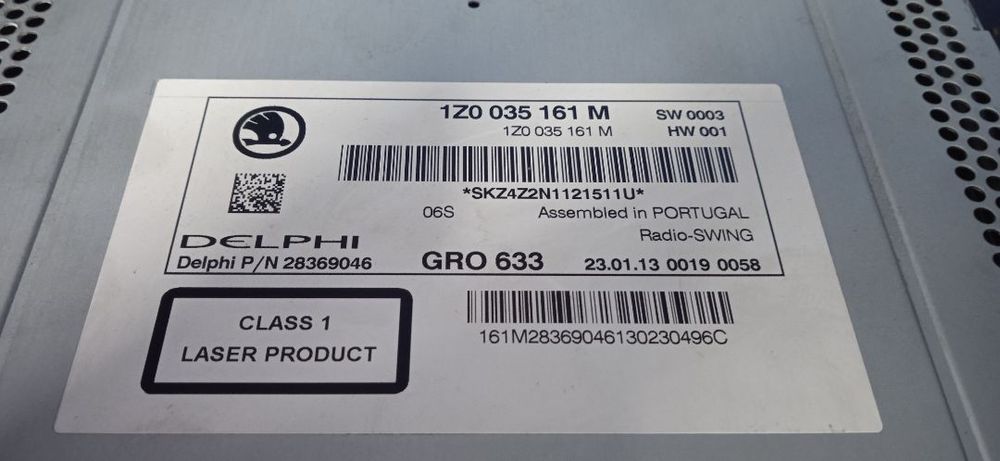 1Z0 035 161 M SW 0003
1Z0 035 161 M HW 001
*SKZ4Z2N1121511U*
06S Assembled in PORTUGAL
Radio-SWING
DELPHI
Delphi P/N 28369046 GRO 633 23.01.13 0019 0058
CLASS 1
LASER PRODUCT
161M28369046130230496C